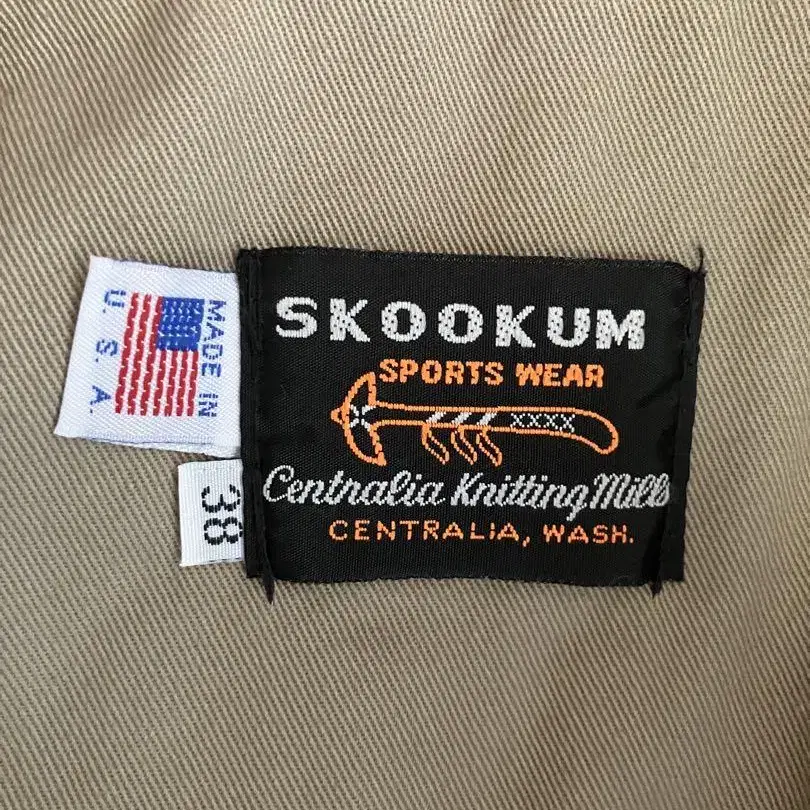 SKOOKUM
SPORTS WEAR
XXXX
Centralia Knitting Mills
CENTRALIA, WASH.
MADE IN
U. S. A.
38